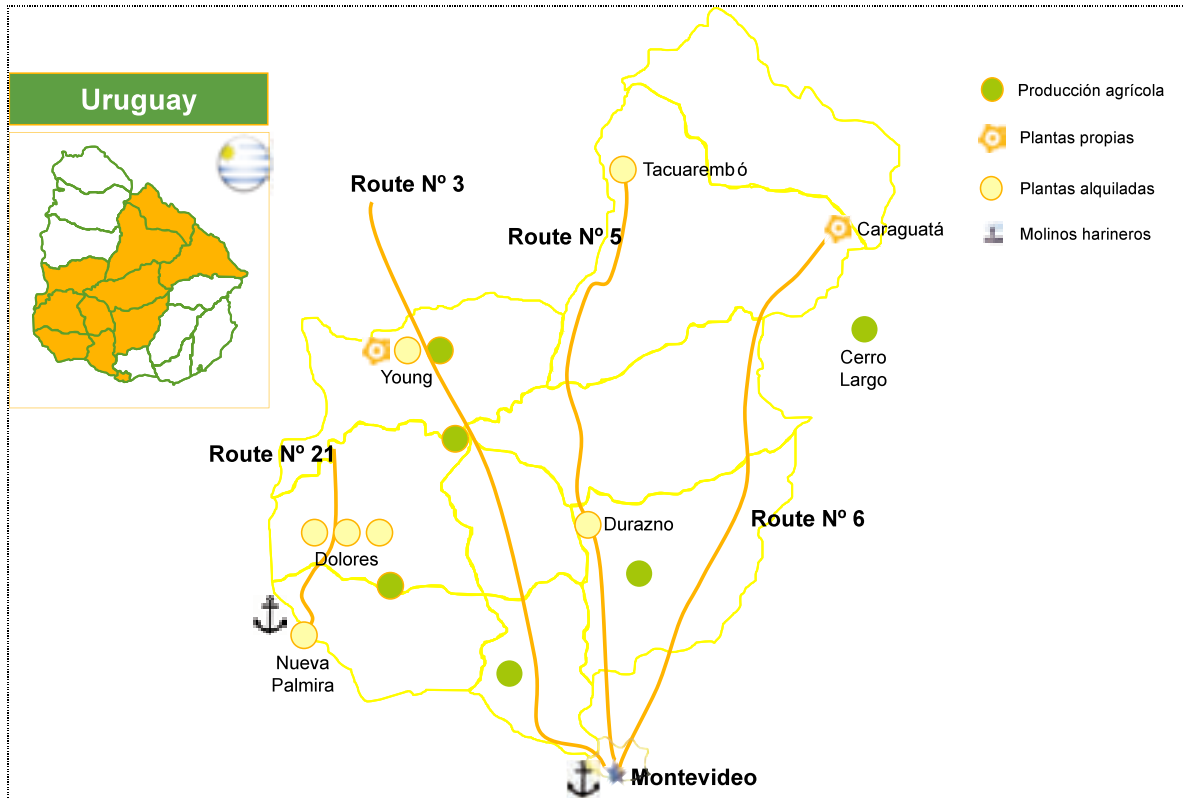 Uruguay
Producción agrícola
Plantas propias
Plantas alquiladas
Molinos harineros
Route Nº 3
Tacuarembó
Route Nº 5
Caraguatá
Cerro
Largo
Young
Route Nº 21
Route Nº 6
Durazno
Dolores
Nueva
Palmira
Montevideo